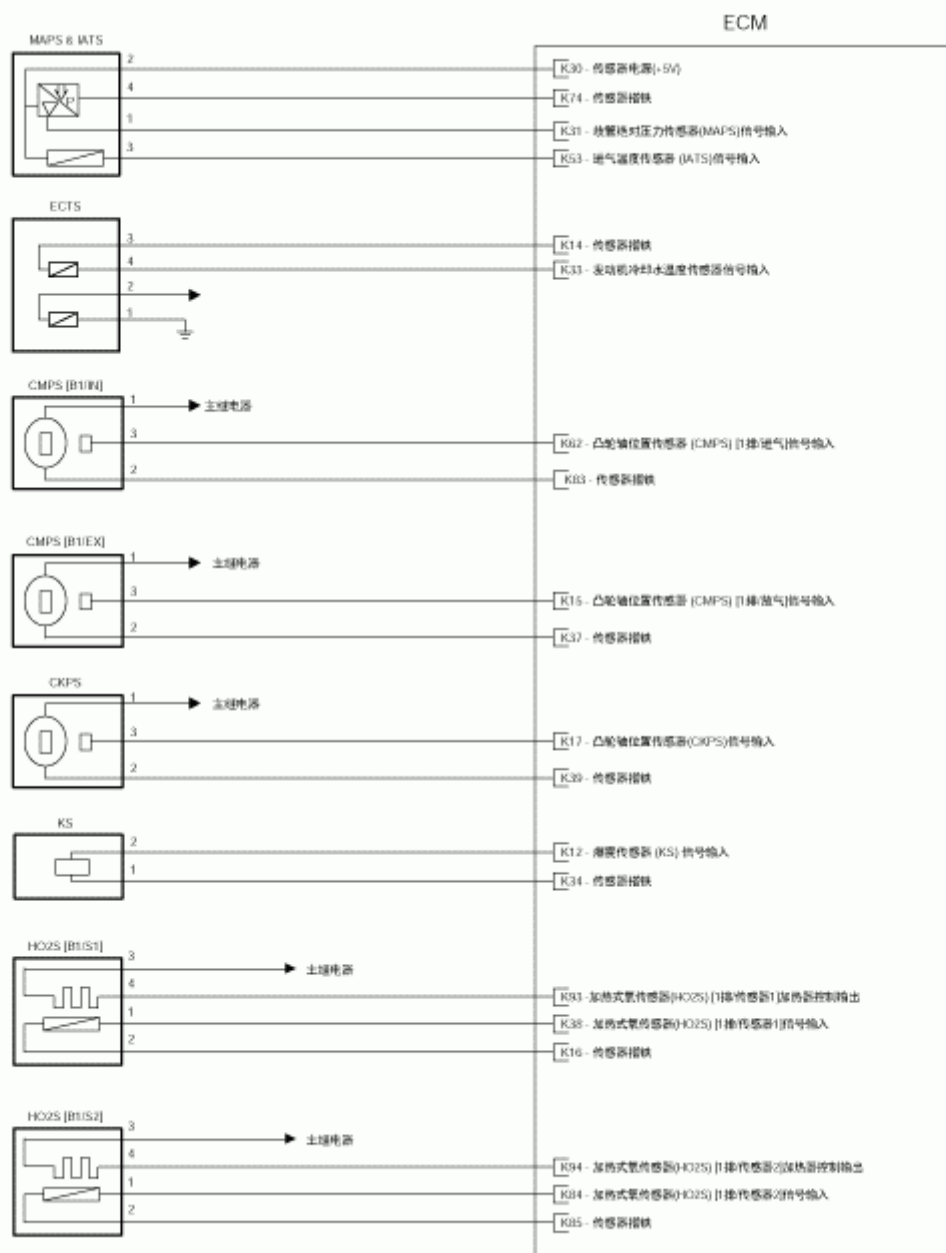 ECM
MAPS & IATS
2
K30 - 传感器电源(+5V)
4
K74 - 传感器搭铁
1
K31 - 歧管绝对压力传感器(MAPS)信号输入
3
K53 - 进气温度传感器 (IATS)信号输入
ECTS
3
K14 - 传感器搭铁
4
K33 - 发动机冷却水温度传感器信号输入
2
1
CMPS [B1/IN]
1
主继电器
3
K62 - 凸轮轴位置传感器 (CMPS) [1排/进气]信号输入
2
K83 - 传感器搭铁
CMPS [B1/EX]
1
主继电器
3
K15 - 凸轮轴位置传感器 (CMPS) [1排/排气]信号输入
2
K37 - 传感器搭铁
CKPS
1
主继电器
3
K17 - 凸轮轴位置传感器(CKPS)信号输入
2
K39 - 传感器搭铁
KS
2
K12 - 爆震传感器 (KS) 信号输入
1
K34 - 传感器搭铁
HO2S [B1/S1]
3
主继电器
4
K93 -加热式氧传感器(HO2S) [1排/传感器1]加热器控制输出
1
K38 - 加热式氧传感器(HO2S) [1排/传感器1]信号输入
2
K16 - 传感器搭铁
HO2S [B1/S2]
3
主继电器
4
K94 - 加热式氧传感器(HO2S) [1排/传感器2]加热器控制输出
1
K84 - 加热式氧传感器(HO2S) [1排/传感器2]信号输入
2
K85 - 传感器搭铁